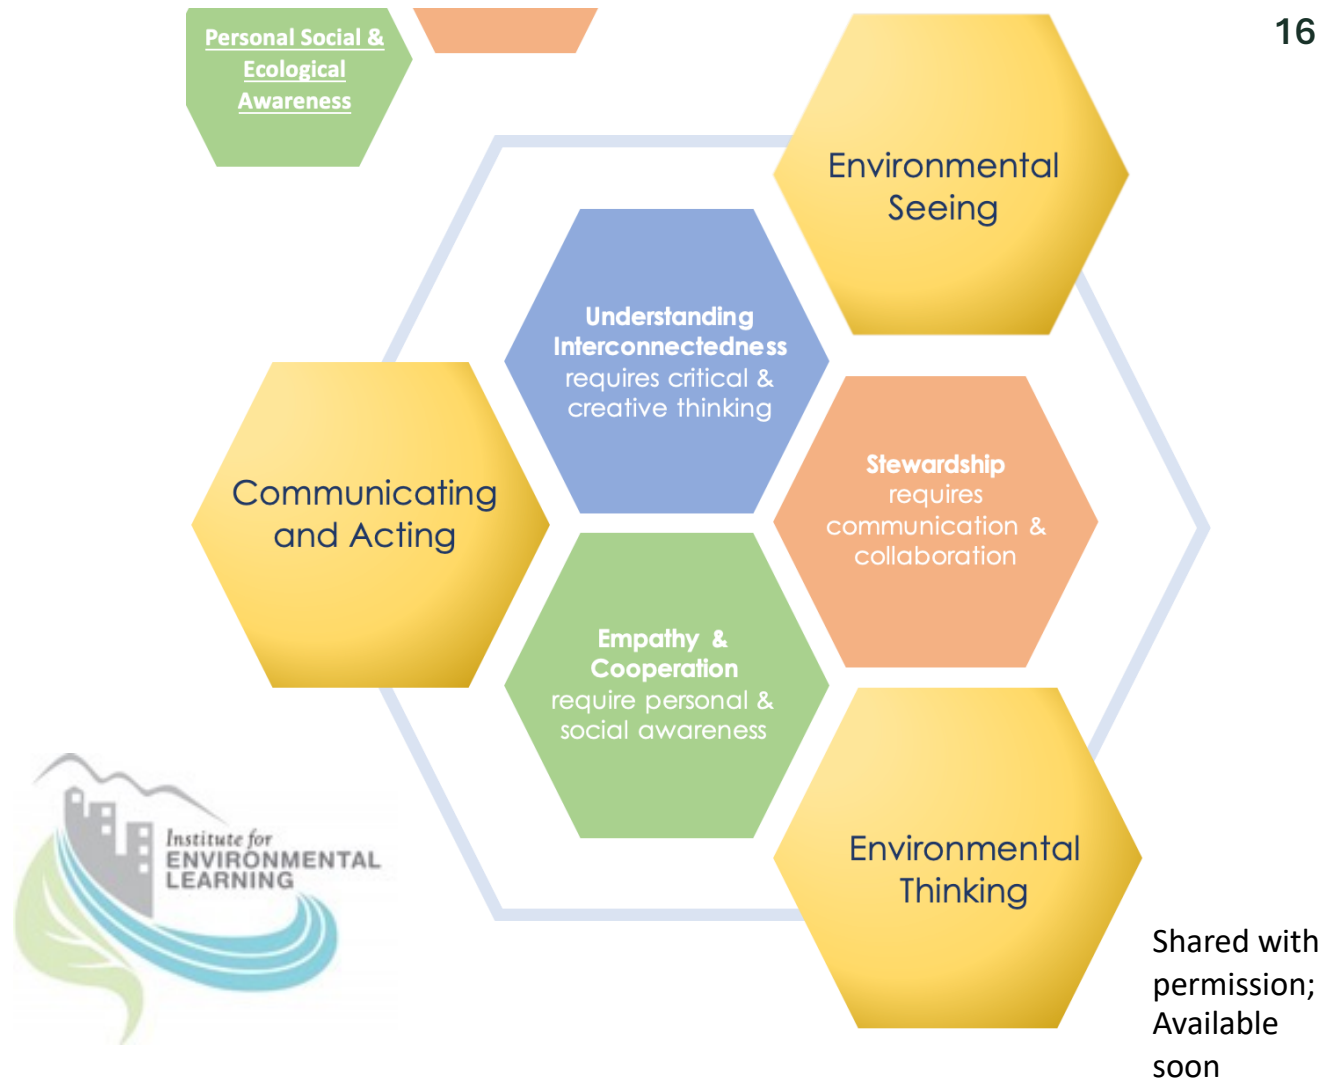 Personal Social &
Ecological
Awareness
16
Environmental
Seeing
Understanding
Interconnectedness
requires critical &
creative thinking
Communicating
and Acting
Stewardship
requires
communication &
collaboration
Empathy &
Cooperation
require personal &
social awareness
Environmental
Thinking
Institute for
ENVIRONMENTAL
LEARNING
Shared with
permission;
Available
soon